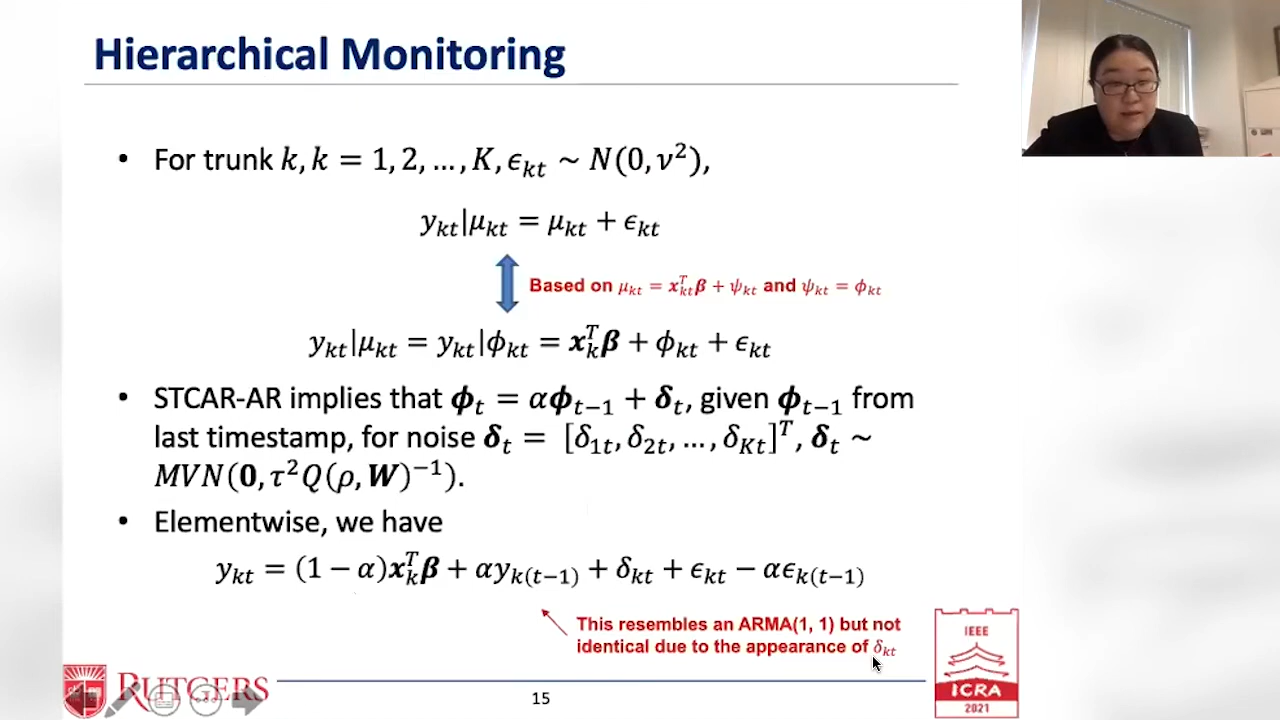 Hierarchical Monitoring
• For trunk k, k = 1, 2, …, K, ϵ_kt ~ N(0, ν²),
y_kt|μ_kt = μ_kt + ϵ_kt
Based on μ_kt = x_kt^T β + ψ_kt and ψ_kt = ϕ_kt
y_kt|μ_kt = y_kt|ϕ_kt = x_k^T β + ϕ_kt + ϵ_kt
• STCAR-AR implies that ϕ_t = αϕ_{t−1} + δ_t, given ϕ_{t−1} from
last timestamp, for noise δ_t = [δ_1t, δ_2t, …, δ_Kt]^T, δ_t ~
MVN(0, τ²Q(ρ, W)^−1).
• Elementwise, we have
y_kt = (1 − α)x_k^T β + αy_k(t−1) + δ_kt + ϵ_kt − αϵ_k(t−1)
This resembles an ARMA(1, 1) but not
identical due to the appearance of δ_kt
IEEE
ICRA
2021
RUTGERS
15